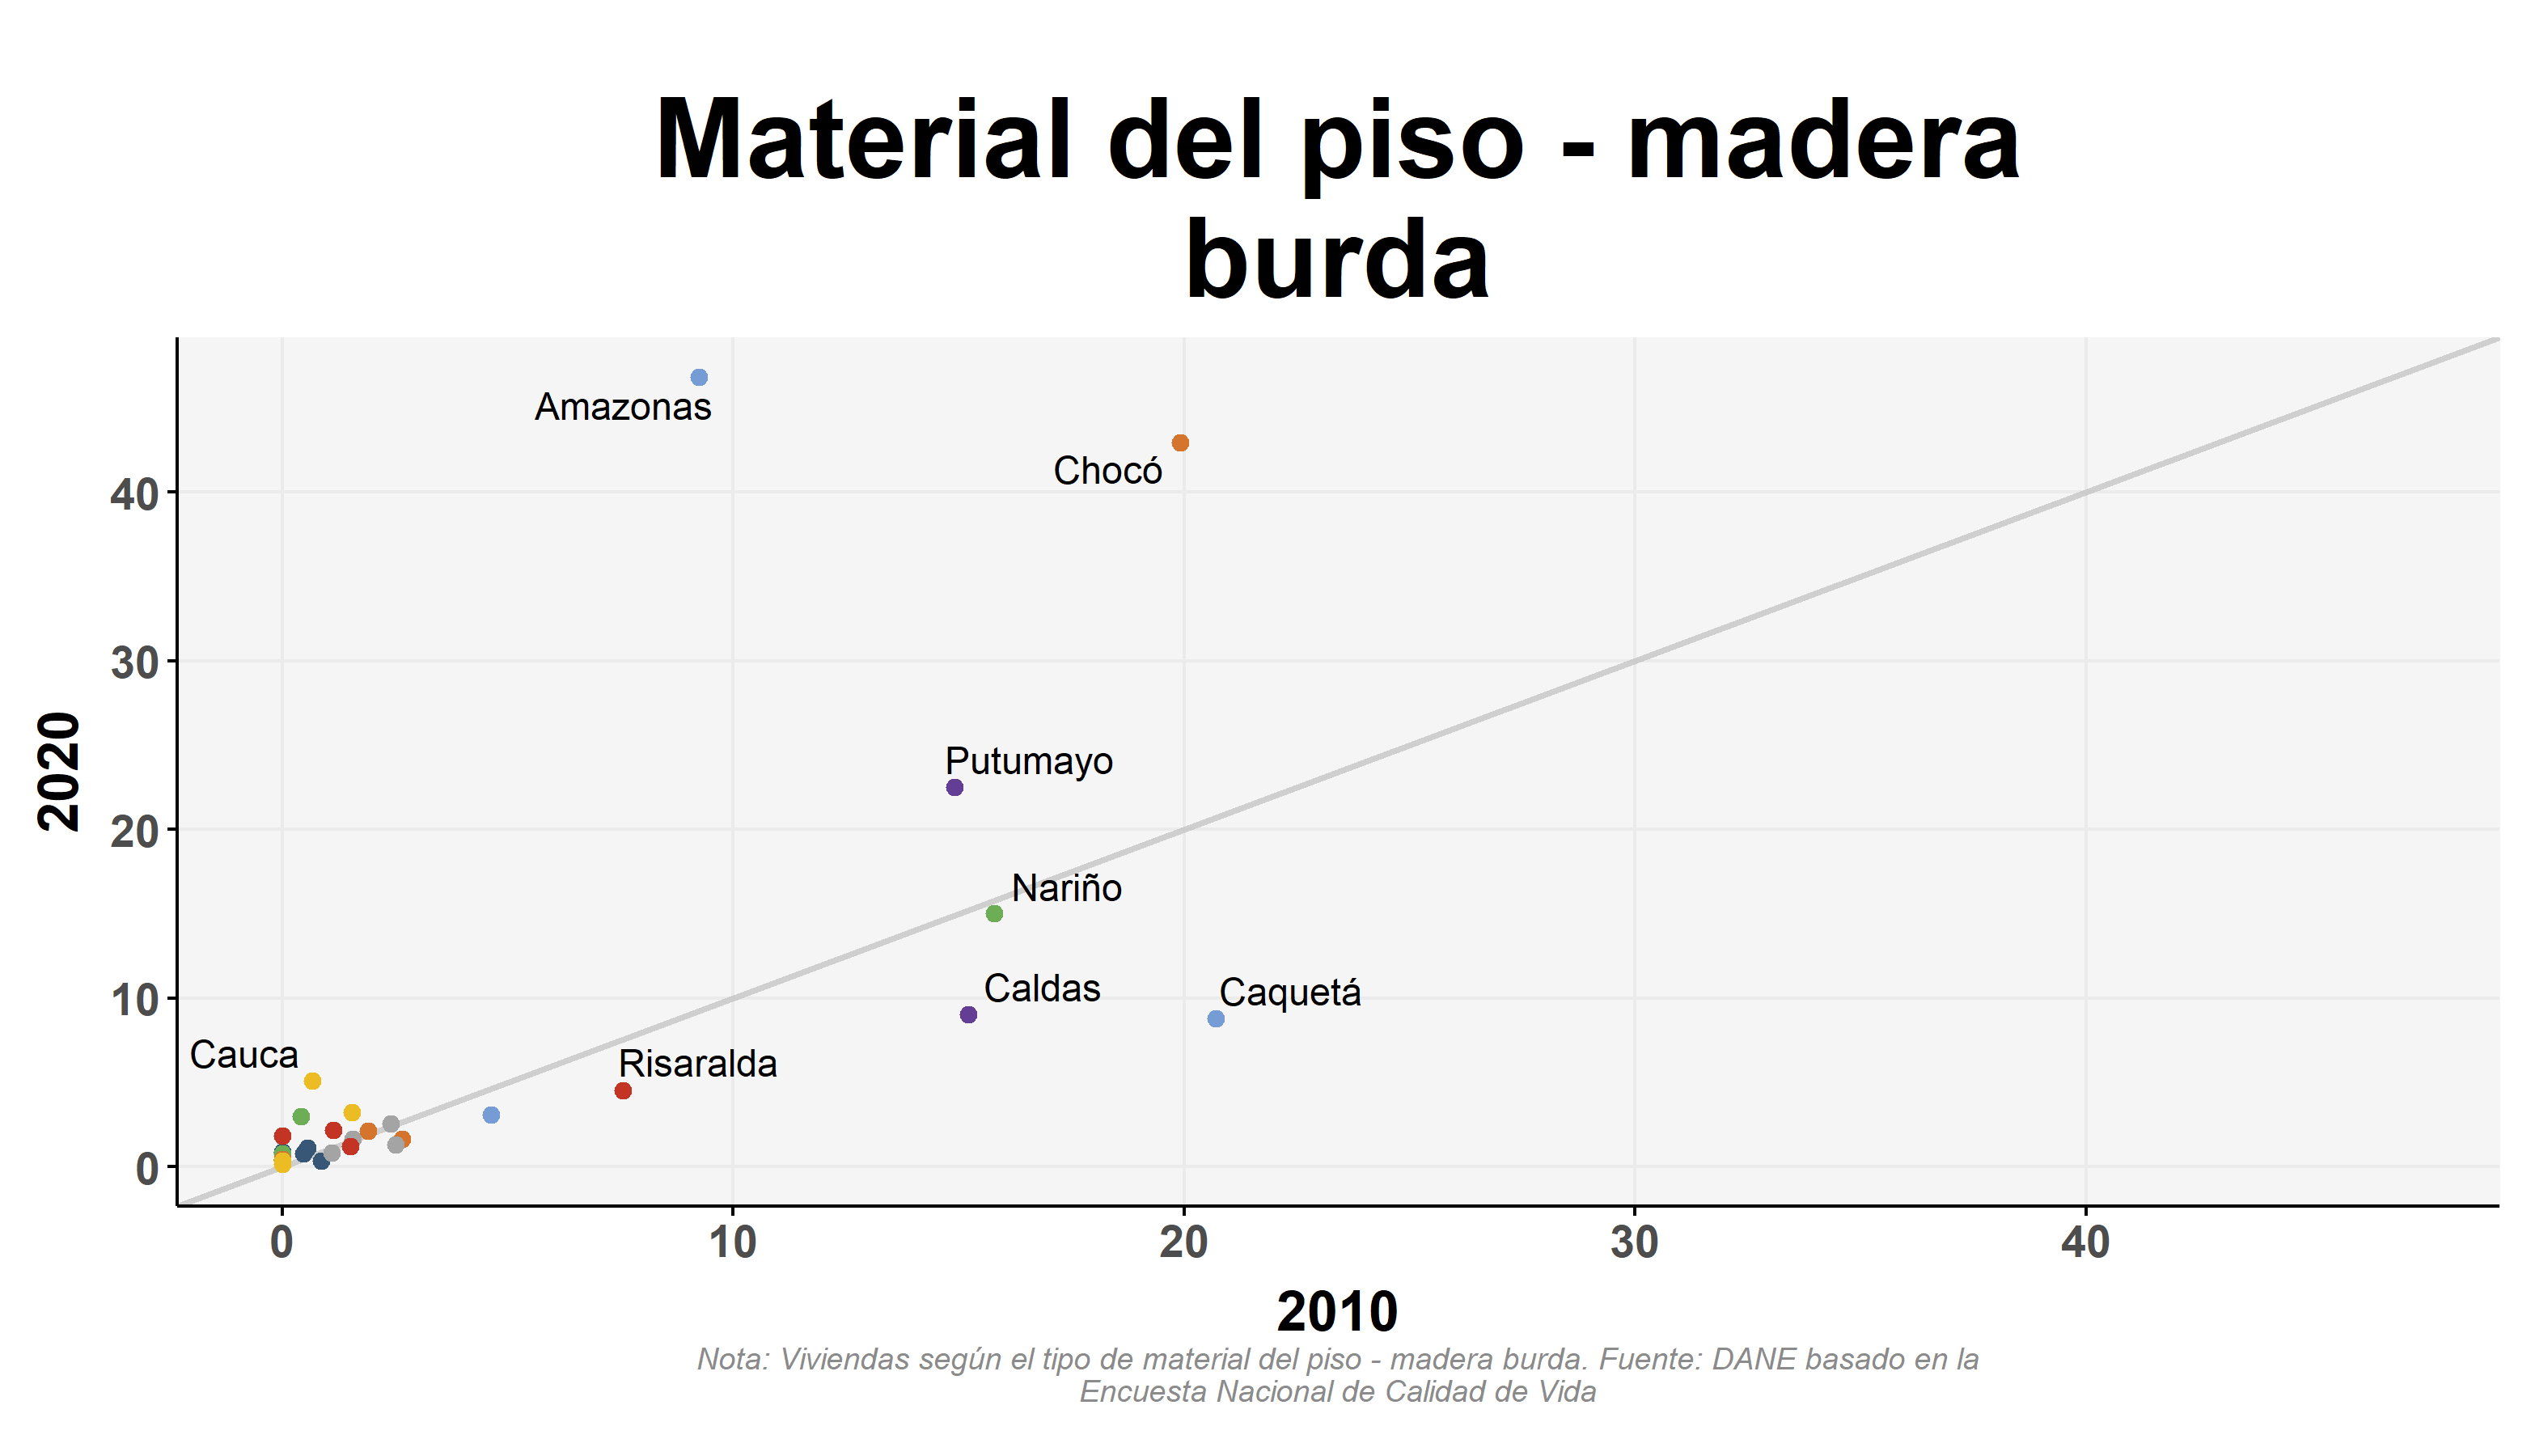 Material del piso - madera
burda
Amazonas
Chocó
40
30
Putumayo
2020
20
Nariño
10
Caldas
Caquetá
Cauca
Risaralda
0
0 10 20 30 40
2010
Nota: Viviendas según el tipo de material del piso - madera burda. Fuente: DANE basado en la
Encuesta Nacional de Calidad de Vida